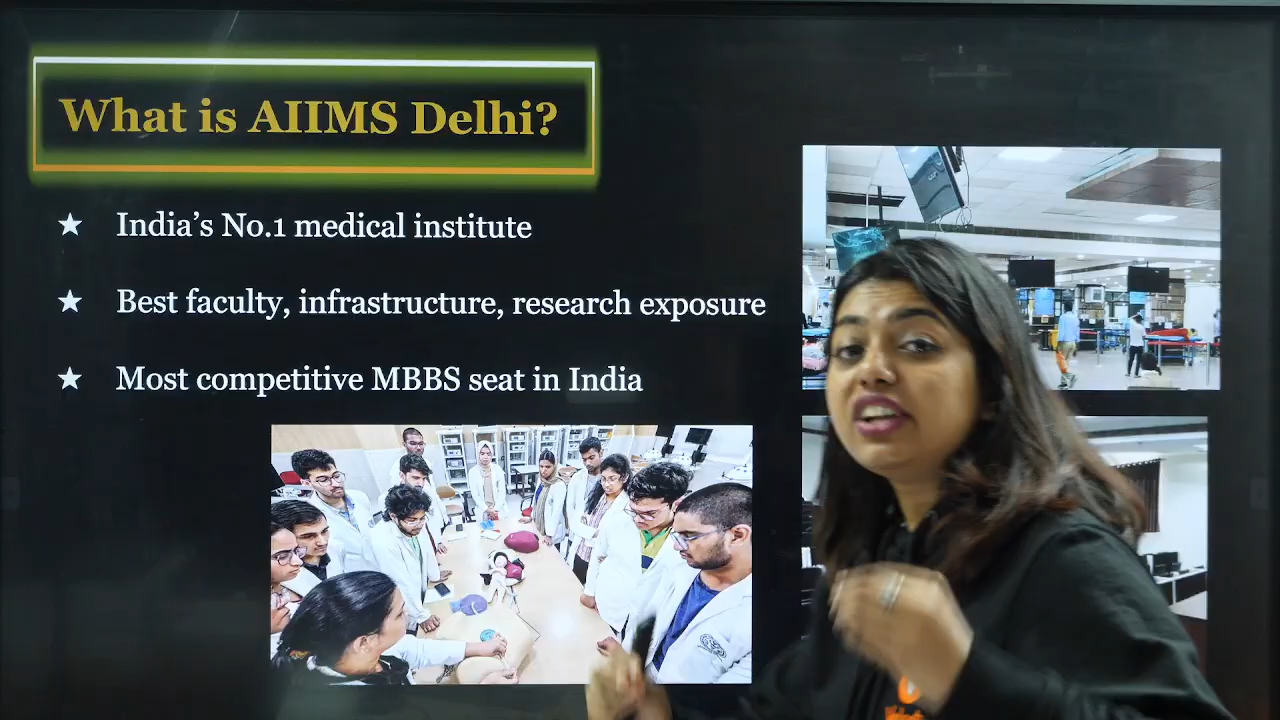 What is AIIMS Delhi?
★ India's No.1 medical institute
★ Best faculty, infrastructure, research exposure
★ Most competitive MBBS seat in India